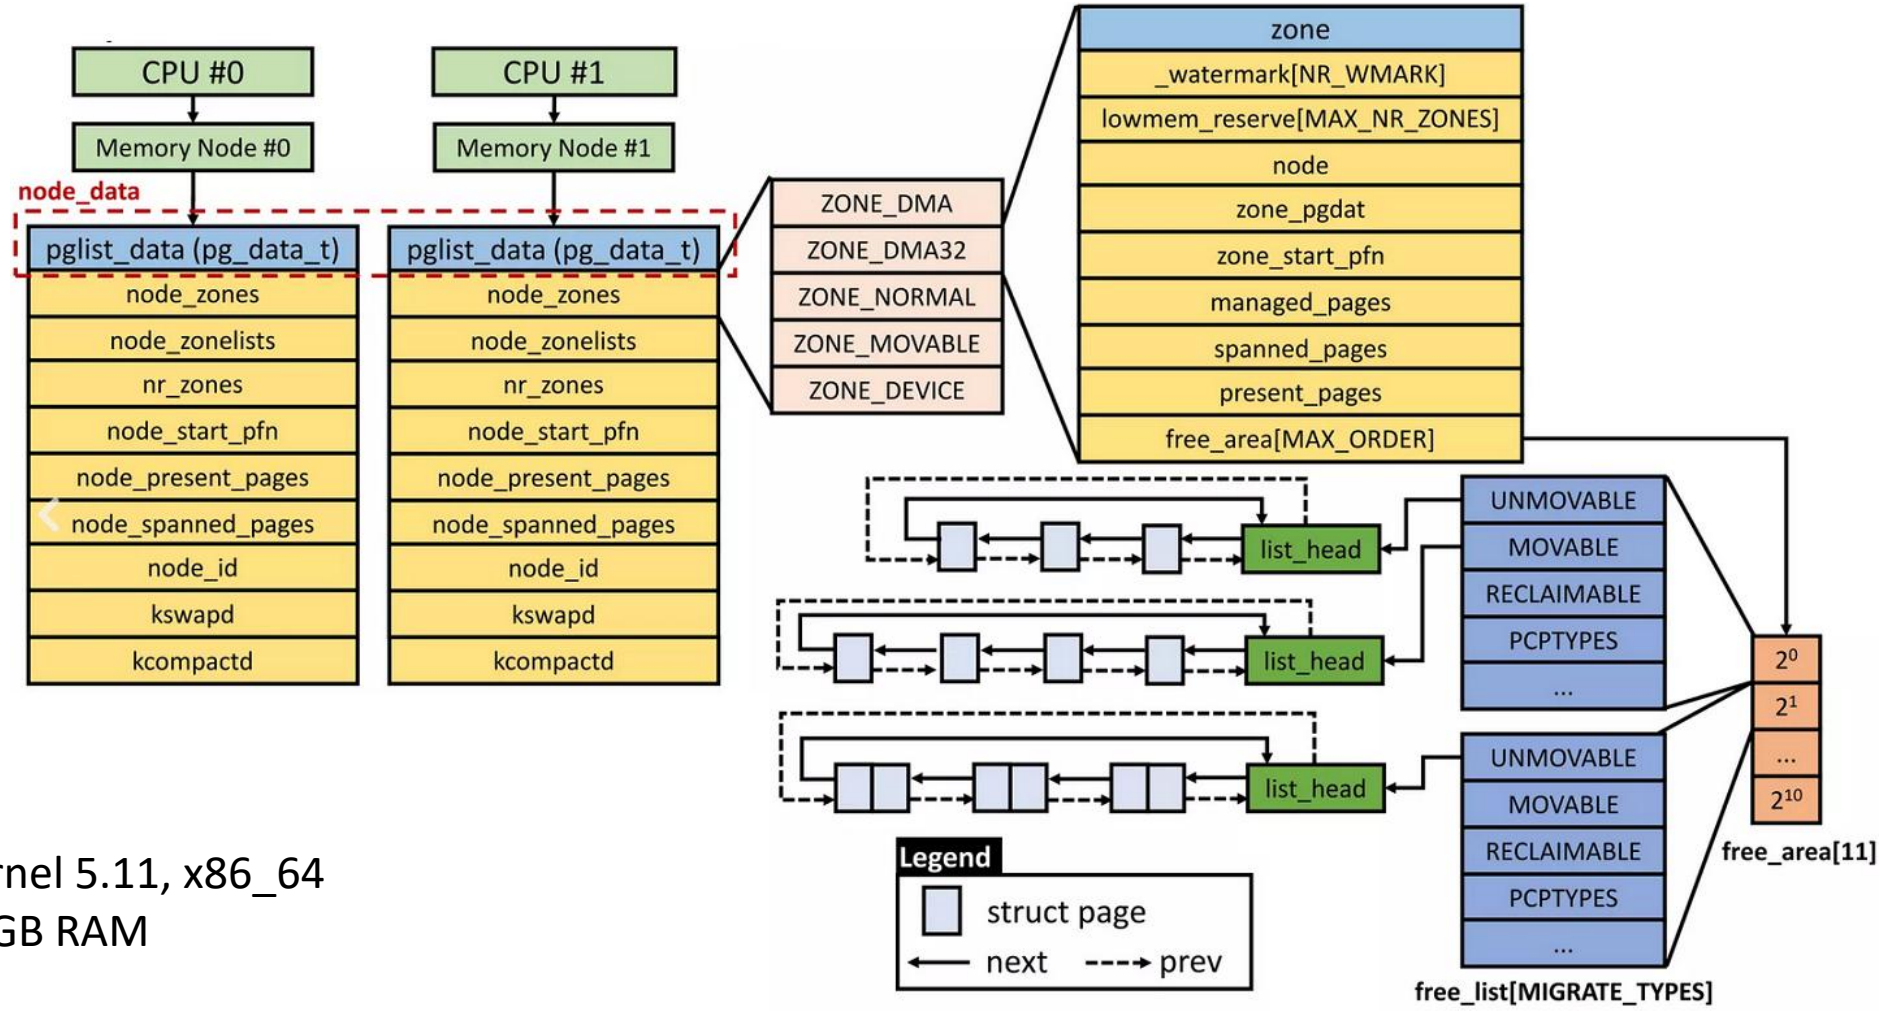 CPU #0
Memory Node #0
CPU #1
Memory Node #1
node_data
pglist_data (pg_data_t)
node_zones
node_zonelists
nr_zones
node_start_pfn
node_present_pages
node_spanned_pages
node_id
kswapd
kcompactd
pglist_data (pg_data_t)
node_zones
node_zonelists
nr_zones
node_start_pfn
node_present_pages
node_spanned_pages
node_id
kswapd
kcompactd
ZONE_DMA
ZONE_DMA32
ZONE_NORMAL
ZONE_MOVABLE
ZONE_DEVICE
zone
_watermark[NR_WMARK]
lowmem_reserve[MAX_NR_ZONES]
node
zone_pgdat
zone_start_pfn
managed_pages
spanned_pages
present_pages
free_area[MAX_ORDER]
list_head
list_head
list_head
UNMOVABLE
MOVABLE
RECLAIMABLE
PCPTYPES
...
UNMOVABLE
MOVABLE
RECLAIMABLE
PCPTYPES
...
free_list[MIGRATE_TYPES]
2⁰
2¹
...
2¹⁰
free_area[11]
Legend
struct page
next
prev
rnel 5.11, x86_64
GB RAM